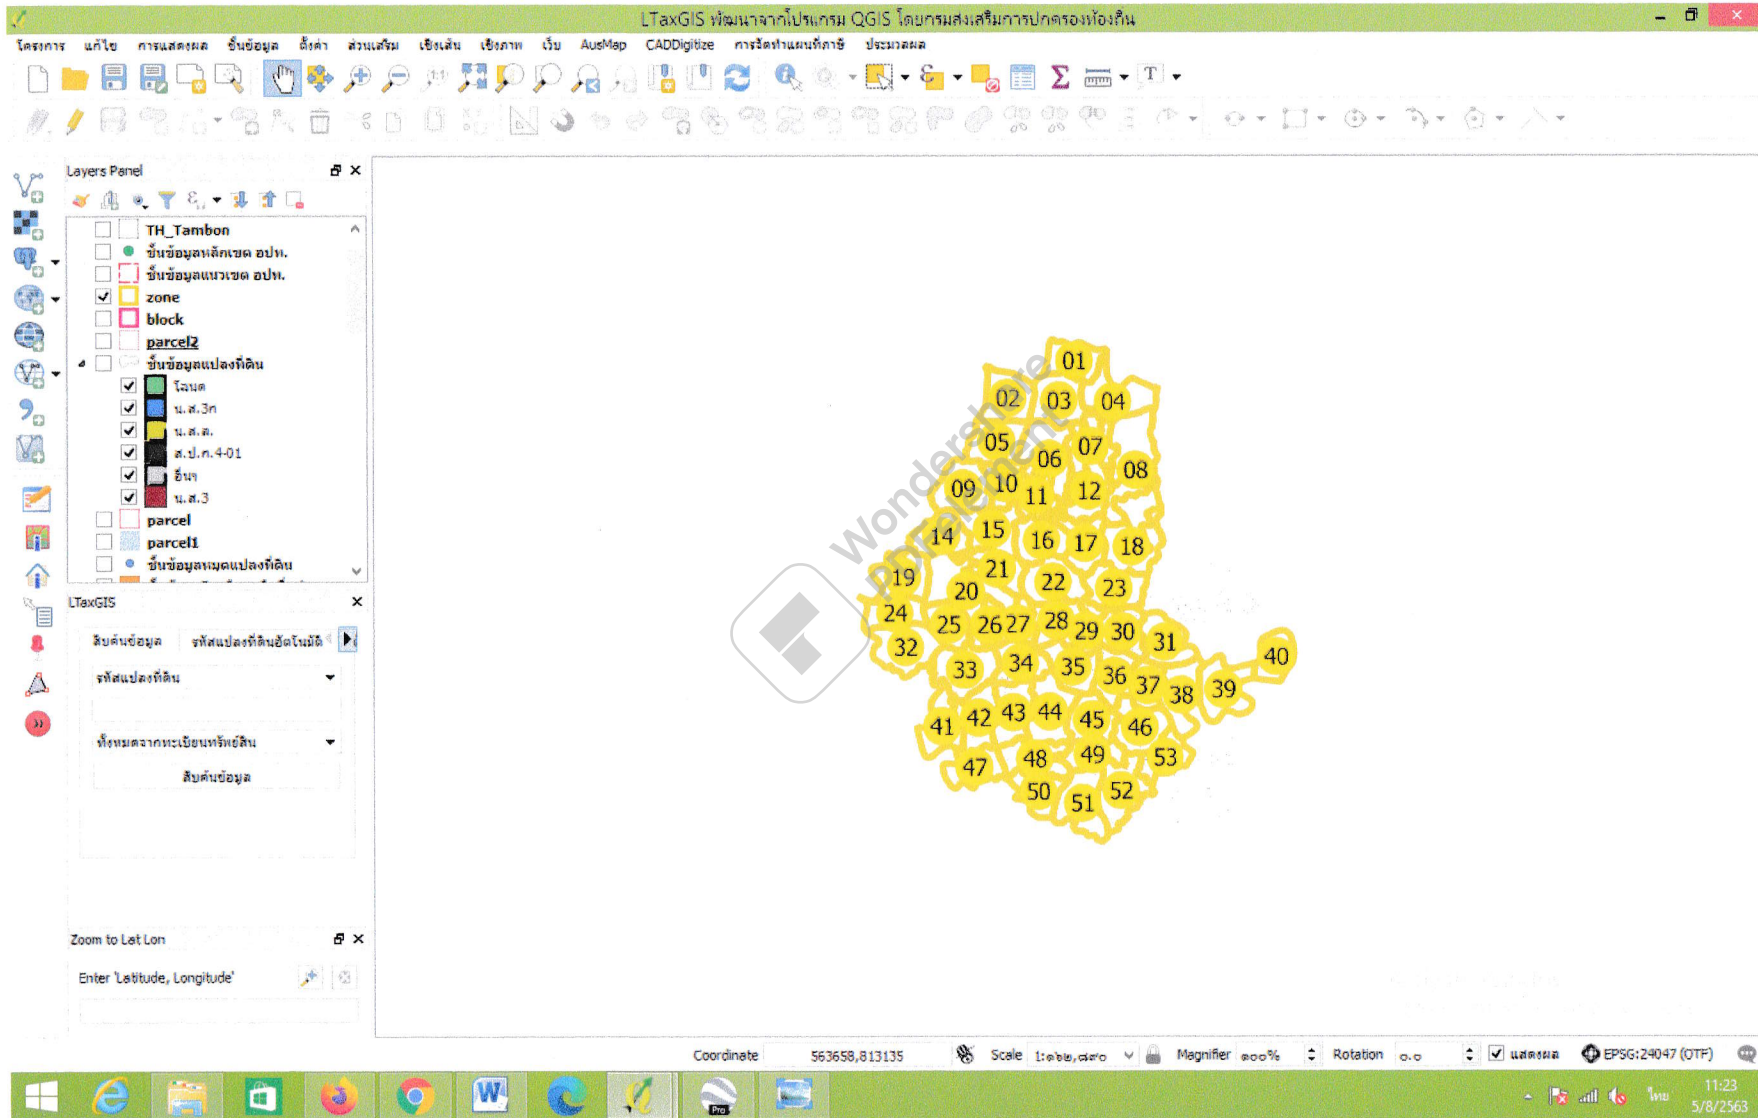 LTaxGIS พัฒนาจากโปรแกรม QGIS โดยกรมส่งเสริมการปกครองท้องถิ่น
โครงการ แก้ไข การแสดงผล ชั้นข้อมูล ตั้งค่า ส่วนเสริม เชิงเส้น เชิงภาพ เว็บ AusMap CADDigitize การจัดทำแผนที่ภาษี ประมวลผล
Layers Panel
TH_Tambon
ชั้นข้อมูลหลักเขต อปท.
ชั้นข้อมูลแนวเขต อปท.
zone
block
parcel2
ชั้นข้อมูลแปลงที่ดิน
โฉนด
น.ส.3ก
น.ส.ล.
ส.ป.ก.4-01
อื่นๆ
น.ส.3
parcel
parcel1
ชั้นข้อมูลหมุดแปลงที่ดิน
LTaxGIS
สืบค้นข้อมูล รหัสแปลงที่ดินอัตโนมัติ
รหัสแปลงที่ดิน
ทั้งหมดจากทะเบียนทรัพย์สิน
สืบค้นข้อมูล
Zoom to Lat Lon
Enter 'Latitude, Longitude'
01
02 03 04
05 06 07 08
09 10 11 12
14 15 16 17 18
19 20 21 22 23
24 25 26 27 28 29 30 31
32 33 34 35 36 37 38 39 40
41 42 43 44 45 46
47 48 49 53
50 51 52
Wondershare
PDFelement
Coordinate 563658,813135 Scale 1:๑๖๒,๘๙๐ Magnifier ๑๐๐% Rotation ๐.๐ แสดงผล EPSG:24047 (OTF)
Pro
ไทย
11:23
5/8/2563